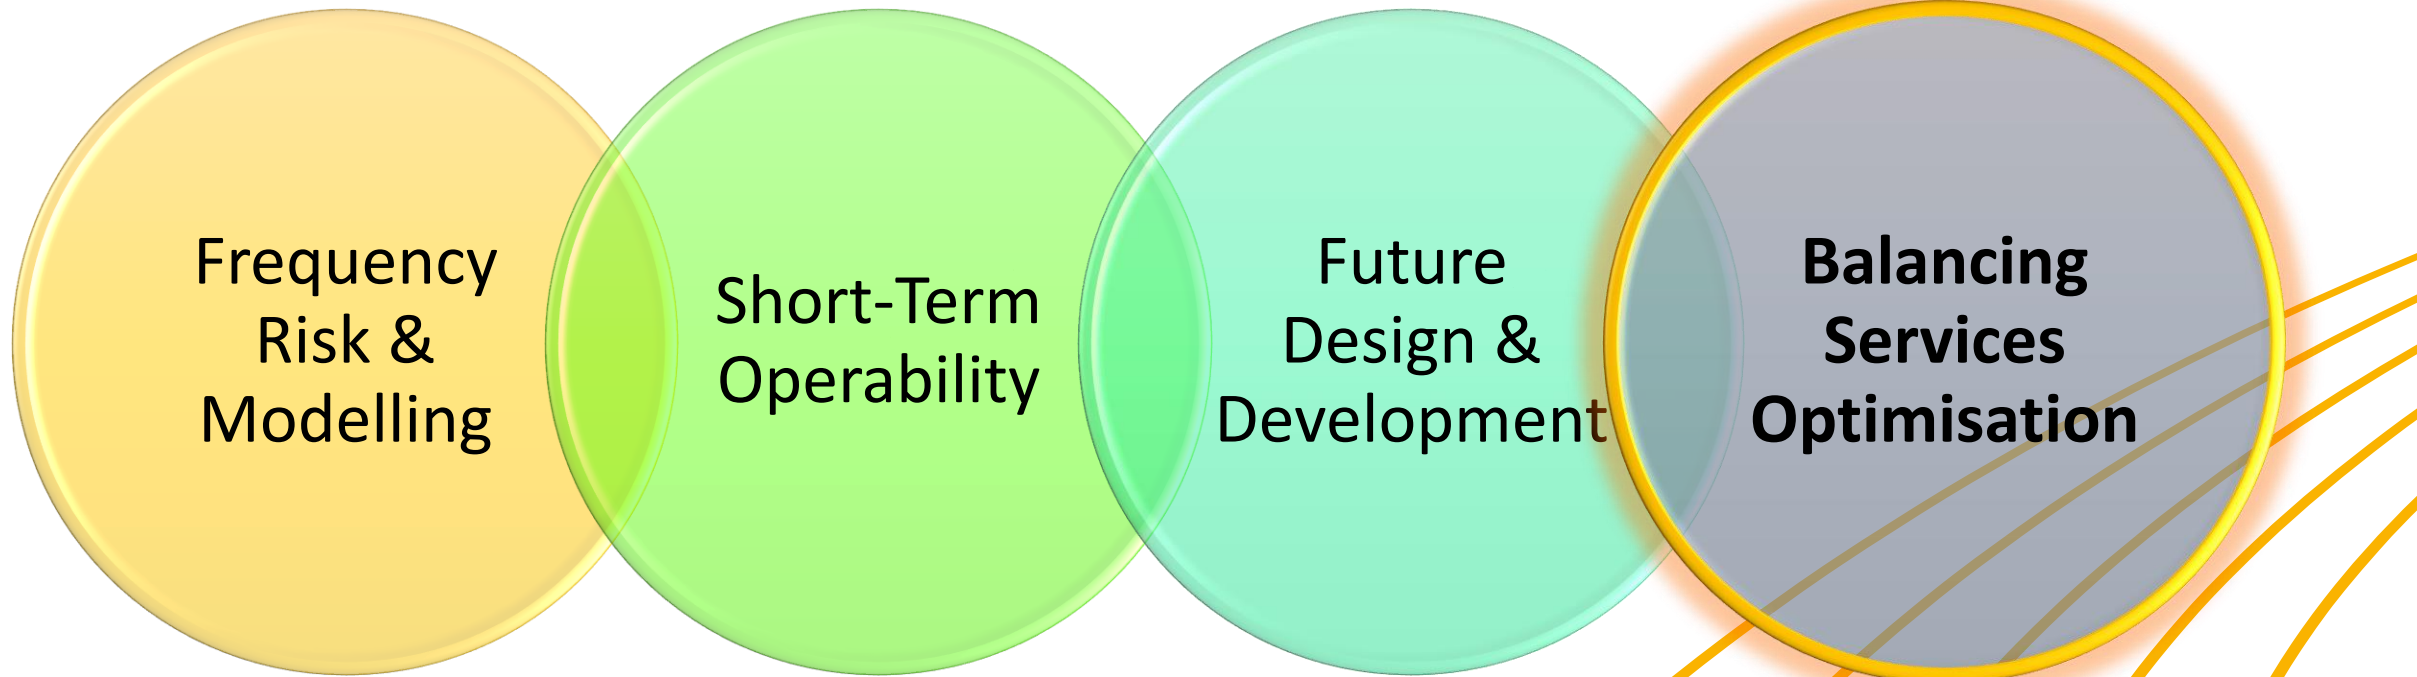 Frequency
Risk &
Modelling
Short-Term
Operability
Future
Design &
Development
Balancing
Services
Optimisation